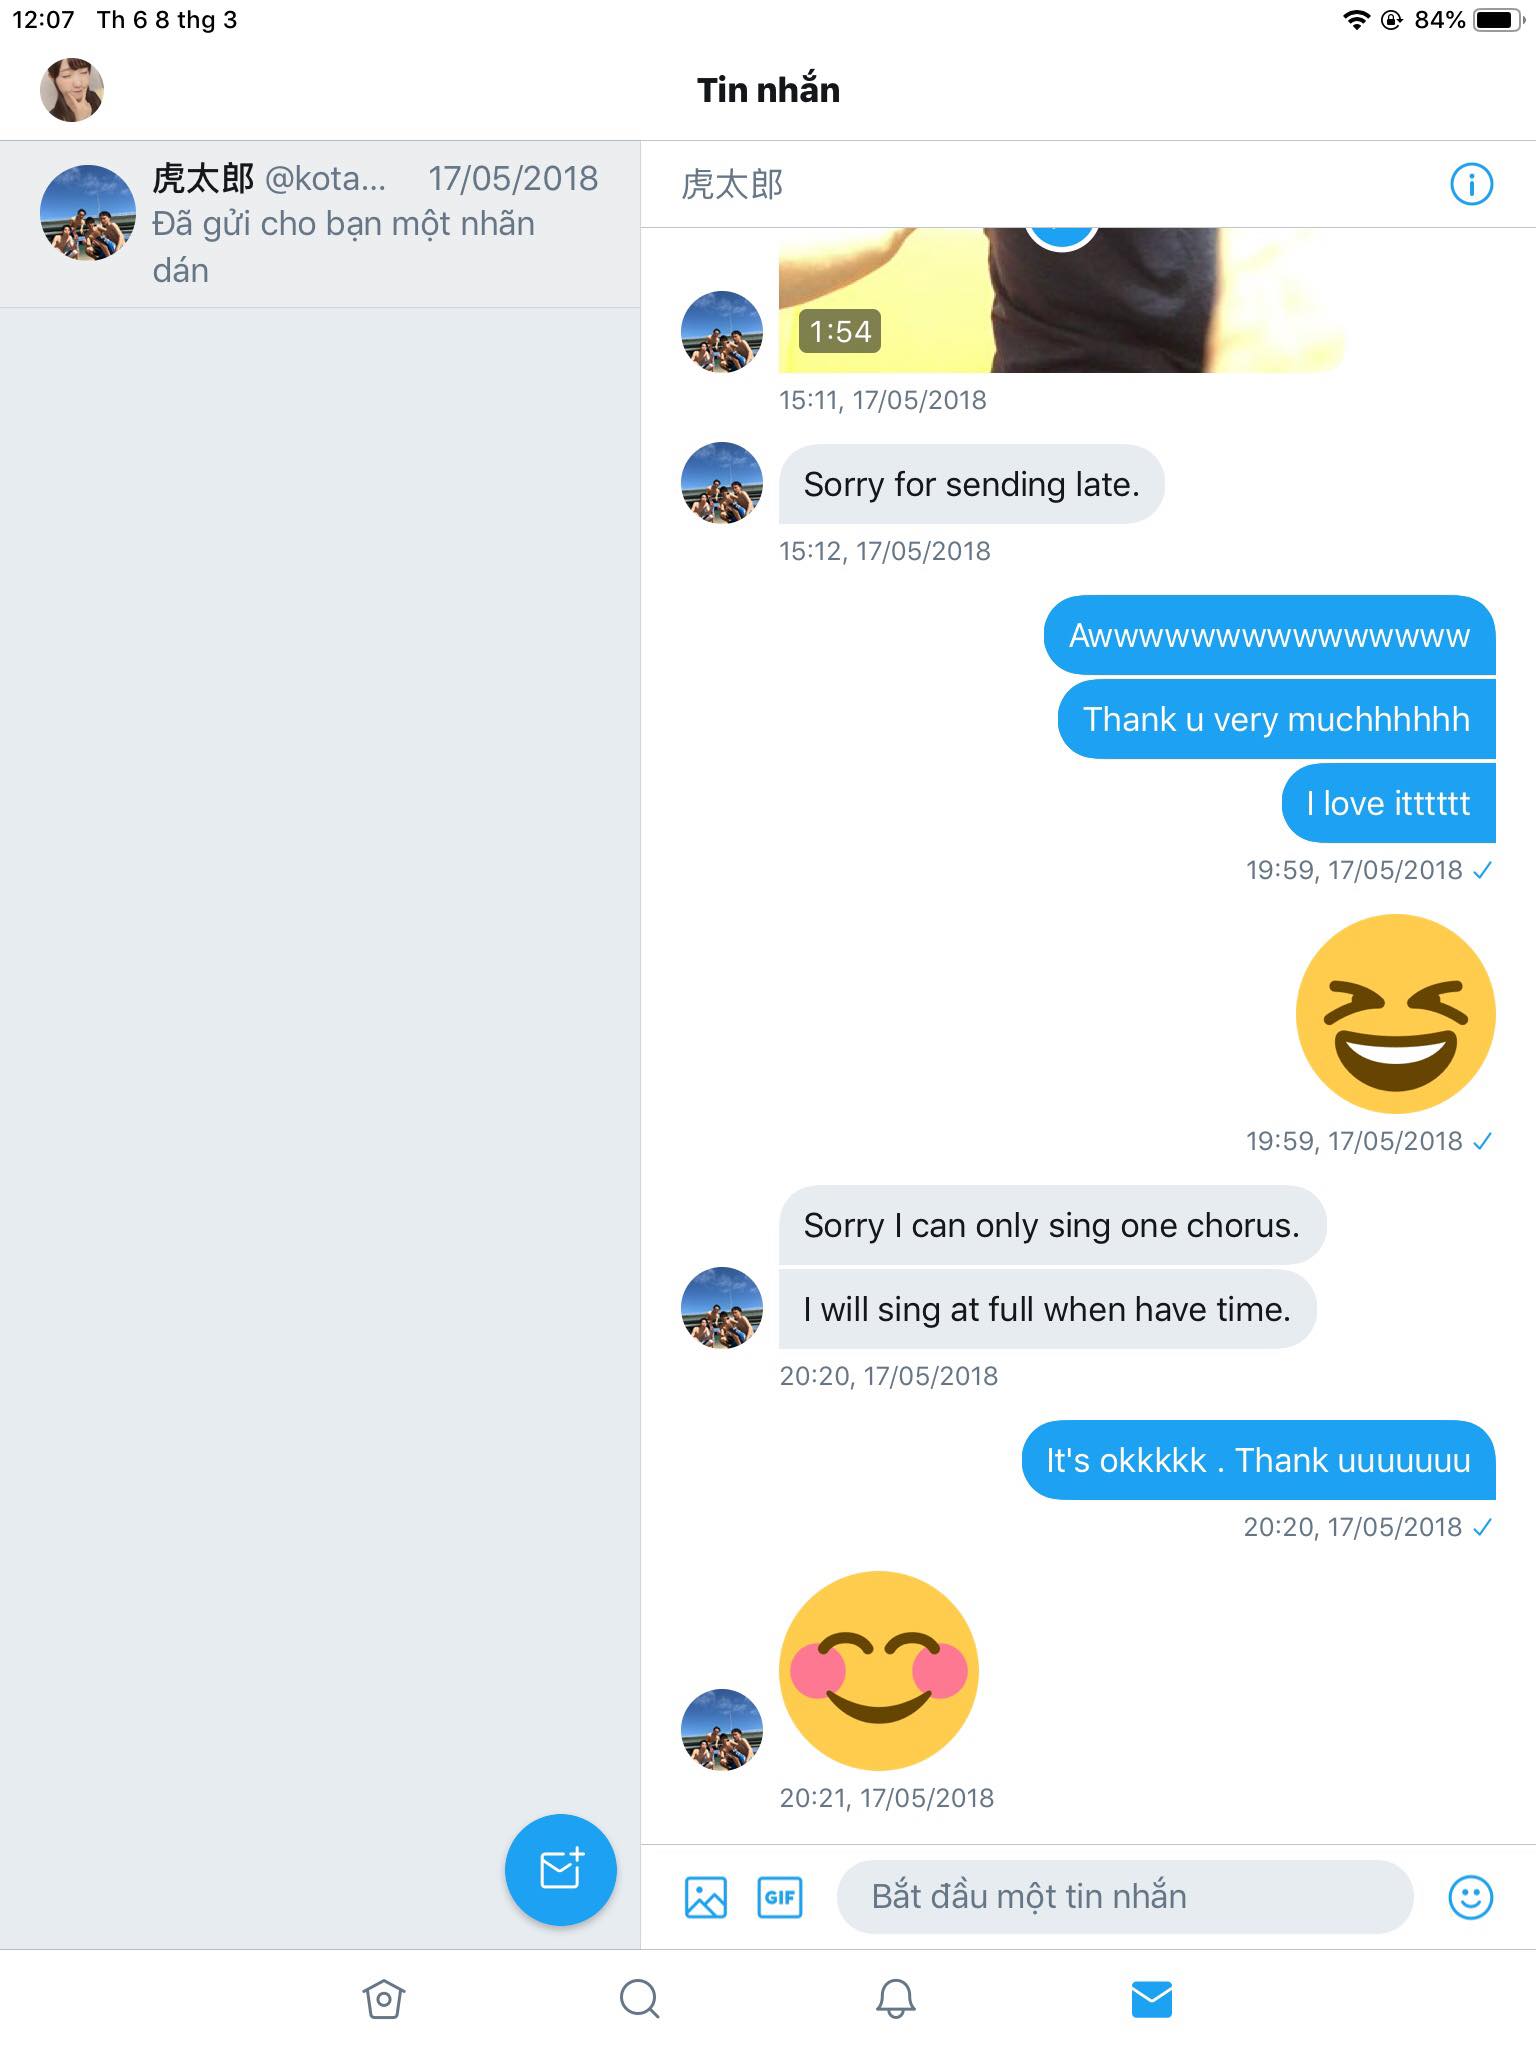 12:07 Th 6 8 thg 3
84%
Tin nhắn
虎太郎 @kota... 17/05/2018
Đã gửi cho bạn một nhãn
dán
虎太郎
1:54
15:11, 17/05/2018
Sorry for sending late.
15:12, 17/05/2018
Awwwwwwwwwwwwwww
Thank u very muchhhhhh
I love itttttt
19:59, 17/05/2018
19:59, 17/05/2018
Sorry I can only sing one chorus.
I will sing at full when have time.
20:20, 17/05/2018
It's okkkkk . Thank uuuuuuu
20:20, 17/05/2018
20:21, 17/05/2018
GIF
Bắt đầu một tin nhắn